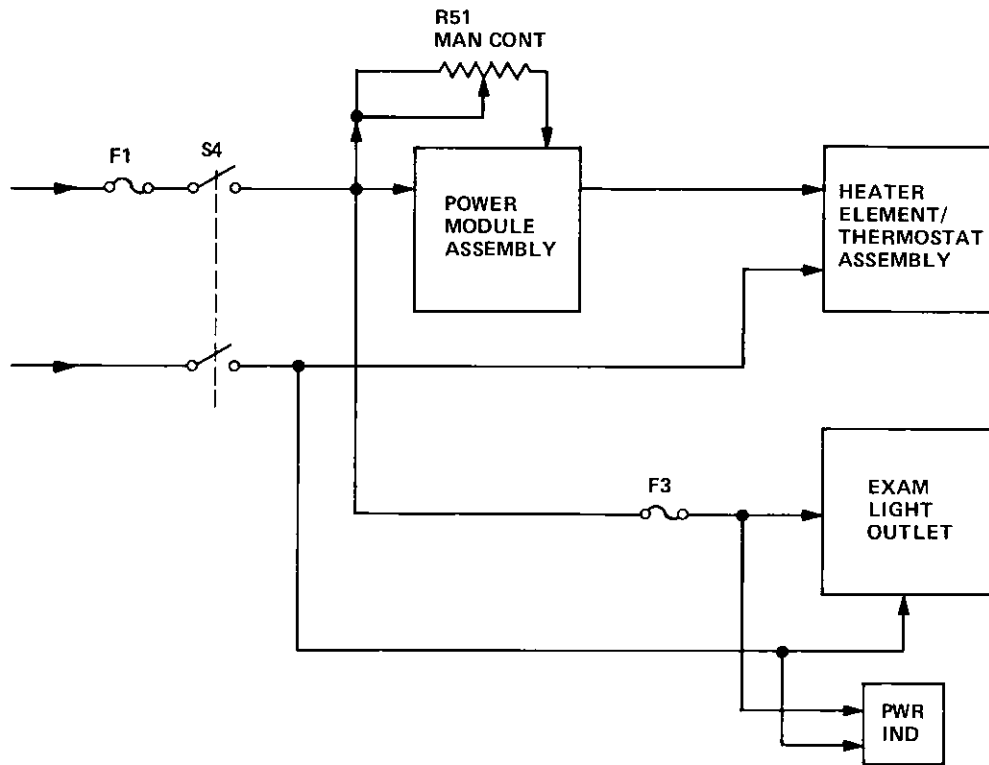 R51
MAN CONT
F1
S4
POWER
MODULE
ASSEMBLY
HEATER
ELEMENT/
THERMOSTAT
ASSEMBLY
F3
EXAM
LIGHT
OUTLET
PWR
IND